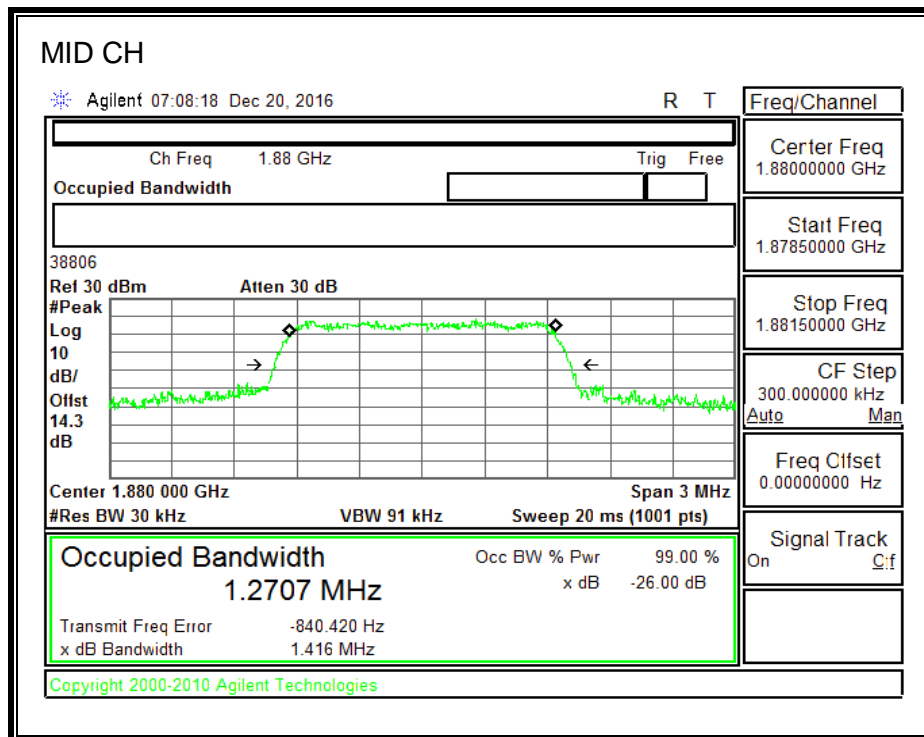 MID CH
Agilent 07:08:18 Dec 20, 2016 R T
Freq/Channel
Ch Freq 1.88 GHz Trig Free
Occupied Bandwidth
Center Freq
1.88000000 GHz
Start Freq
1.87850000 GHz
Stop Freq
1.88150000 GHz
CF Step
300.000000 kHz
Auto Man
Freq Offset
0.00000000 Hz
Signal Track
On Off
38806
Ref 30 dBm Atten 30 dB
#Peak
Log
10
dB/
Offst
14.3
dB
Center 1.880 000 GHz Span 3 MHz
#Res BW 30 kHz VBW 91 kHz Sweep 20 ms (1001 pts)
Occupied Bandwidth Occ BW % Pwr 99.00 %
1.2707 MHz x dB -26.00 dB
Transmit Freq Error -840.420 Hz
x dB Bandwidth 1.416 MHz
Copyright 2000-2010 Agilent Technologies